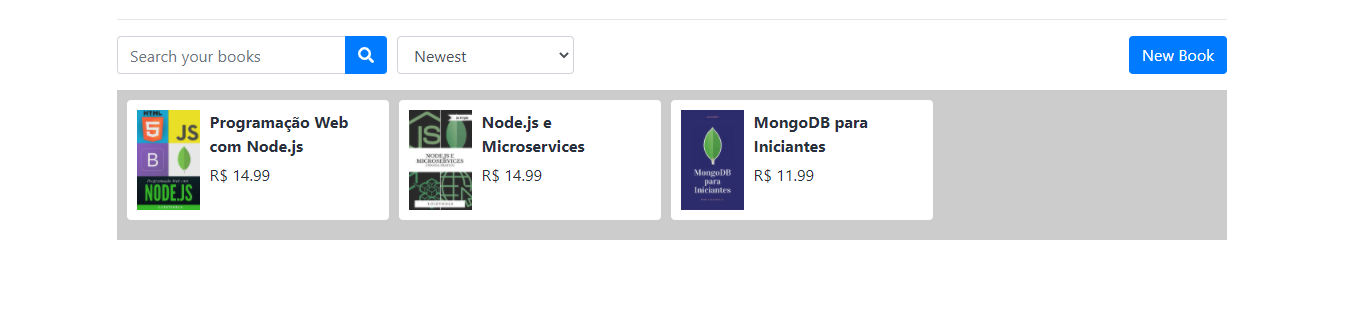 Search your books
Newest
New Book
HTML
5
JS
B
Programação Web com
NODE.JS
Programação Web
com Node.js
R$ 14.99
JS
NODE.JS E
MICROSERVICES
Node.js e
Microservices
R$ 14.99
MongoDB
para
Iniciantes
MongoDB para
Iniciantes
R$ 11.99